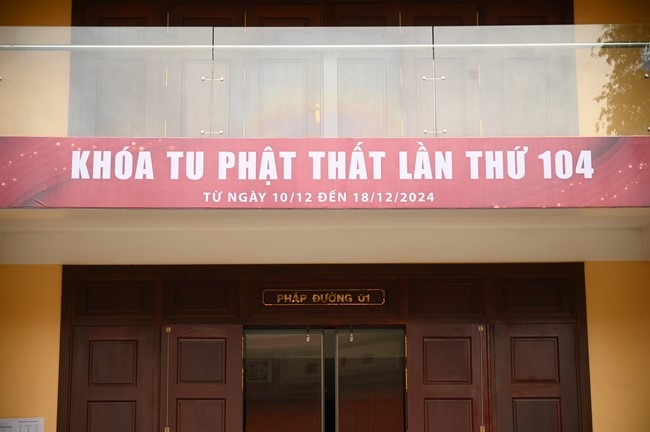 KHÓA TU PHẬT THẤT LẦN THỨ 104
TỪ NGÀY 10/12 ĐẾN 18/12/2024
PHÁP ĐƯỜNG 01